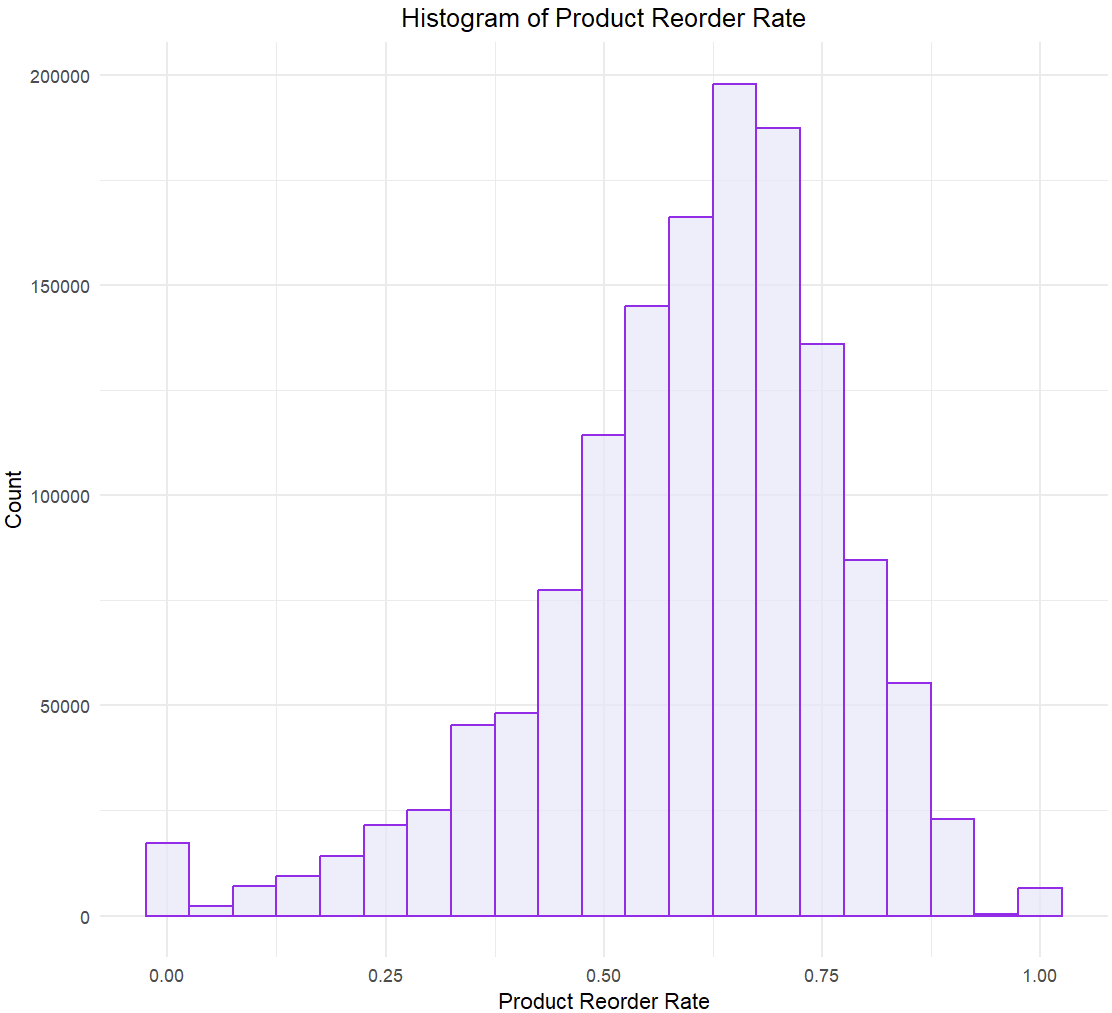 Histogram of Product Reorder Rate
200000
150000
100000
50000
0
Count
0.00 0.25 0.50 0.75 1.00
Product Reorder Rate